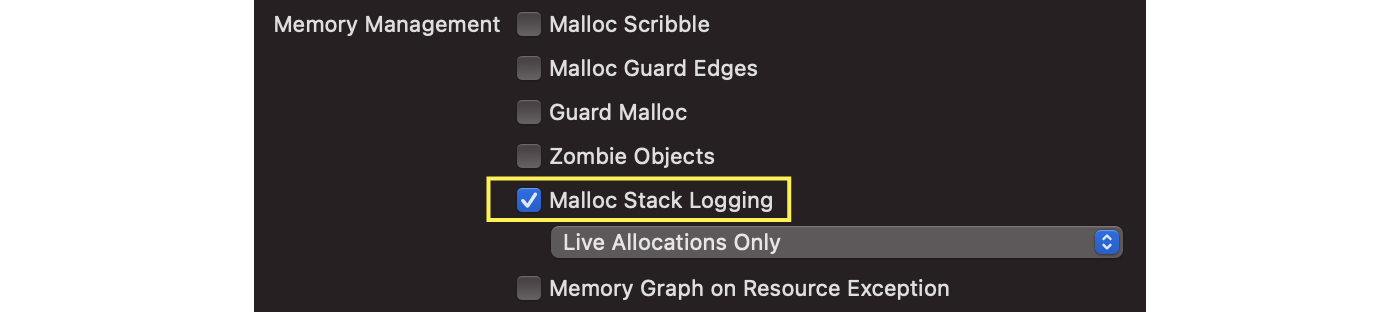 Memory Management Malloc Scribble
Malloc Guard Edges
Guard Malloc
Zombie Objects
Malloc Stack Logging
Live Allocations Only
Memory Graph on Resource Exception